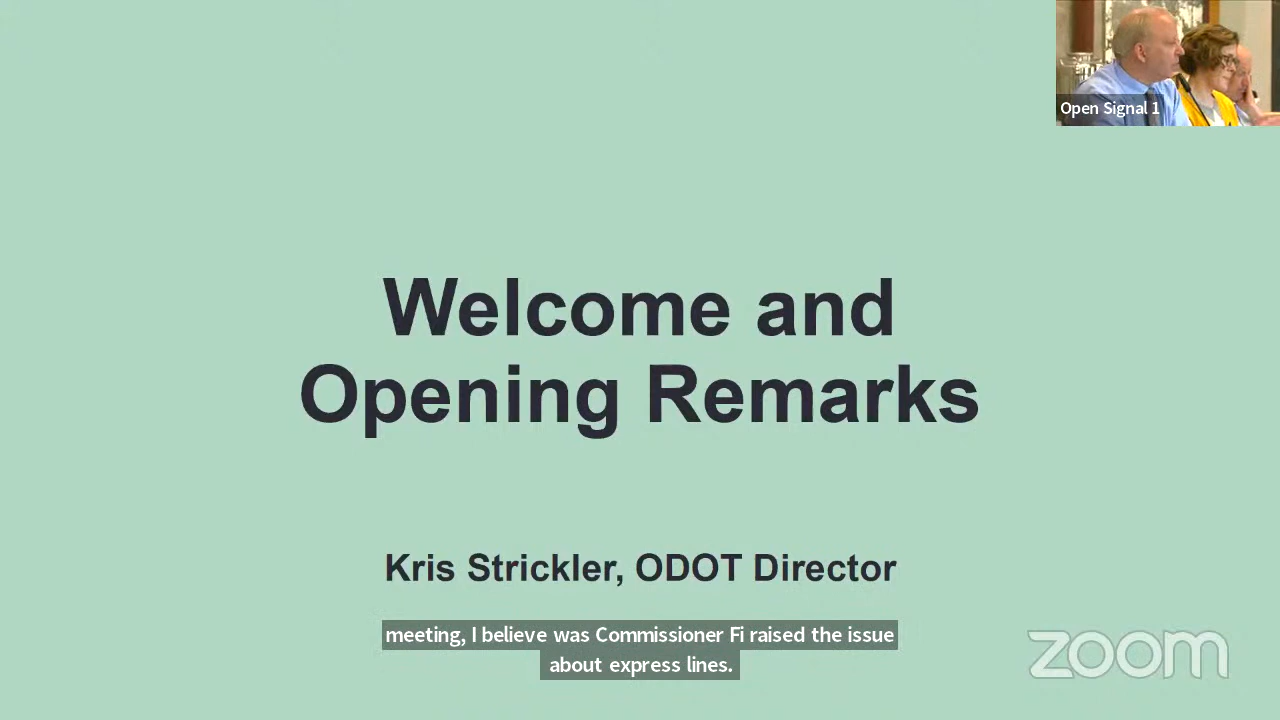 Open Signal 1
Welcome and
Opening Remarks
Kris Strickler, ODOT Director
meeting, I believe was Commissioner Fi raised the issue
about express lines.
zoom